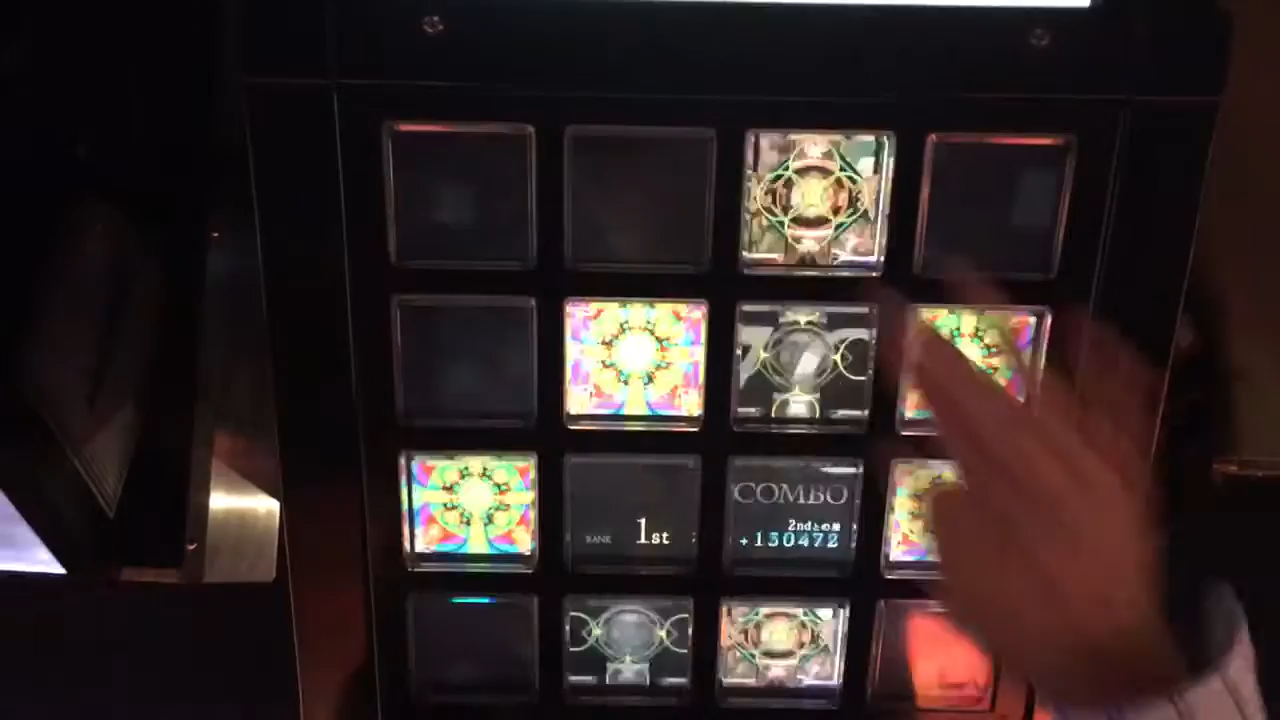 COMBO
RANK 1st
2ndとの差
+130472